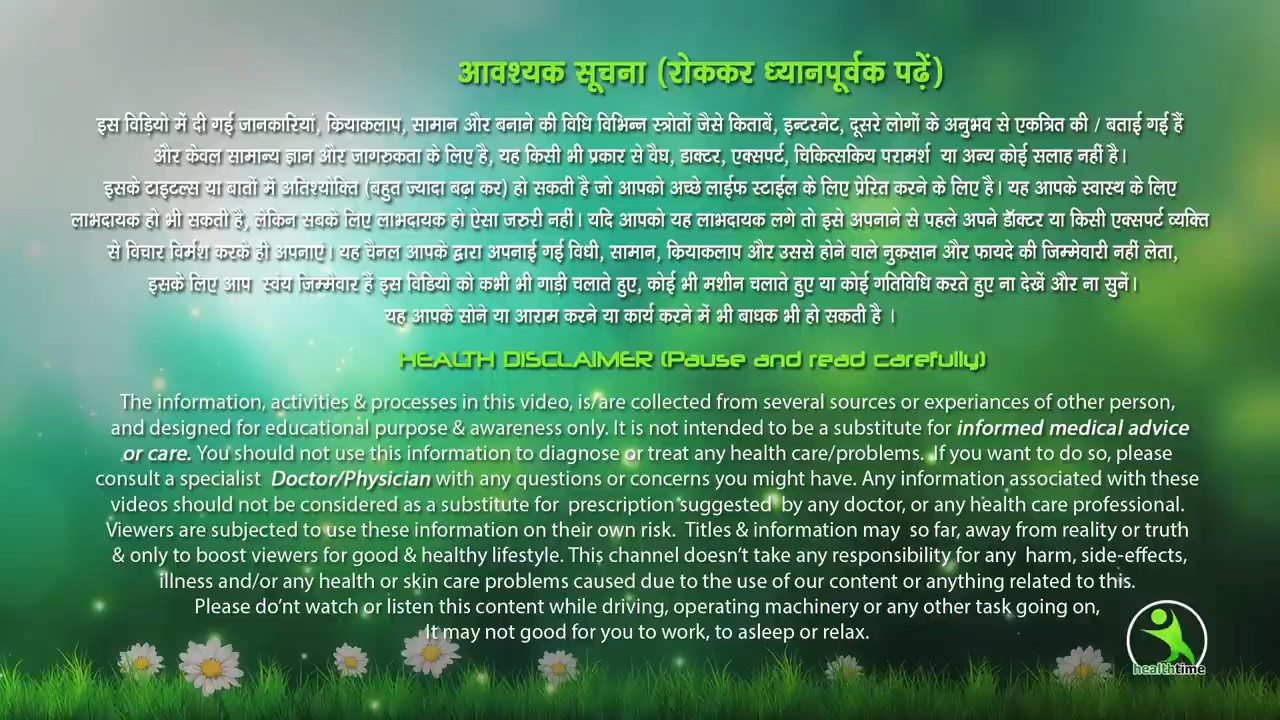 आवश्यक सूचना (रोककर ध्यानपूर्वक पढ़ें)
इस विड़ियो में दी गई जानकारियां, क्रियाकलाप, सामान और बनाने की विधि विभिन्न स्त्रोतों जैसे किताबें, इन्टरनेट, दूसरे लोगों के अनुभव से एकत्रित की / बताई गई हैं
और केवल सामान्य ज्ञान और जागरुकता के लिए है, यह किसी भी प्रकार से वैघ, डाक्टर, एक्सपर्ट, चिकित्सकिय परामर्श या अन्य कोई सलाह नहीं है।
इसके टाइटल्स या बातों में अतिश्योक्ति (बहुत ज्यादा बढ़ा कर) हो सकती है जो आपको अच्छे लाईफ स्टाईल के लिए प्रेरित करने के लिए है। यह आपके स्वास्थ के लिए
लाभदायक हो भी सकती है, लेकिन सबके लिए लाभदायक हो ऐसा जरुरी नहीं। यदि आपको यह लाभदायक लगे तो इसे अपनाने से पहले अपने डॉक्टर या किसी एक्सपर्ट व्यक्ति
से विचार विर्मश करके ही अपनाएं। यह चैनल आपके द्वारा अपनाई गई विधी, सामान, क्रियाकलाप और उससे होने वाले नुकसान और फायदे की जिम्मेवारी नहीं लेता,
इसके लिए आप स्वंय जिम्मेवार हैं इस विडियो को कभी भी गाड़ी चलाते हुए, कोई भी मशीन चलाते हुए या कोई गतिविधि करते हुए ना देखें और ना सुनें।
यह आपके सोने या आराम करने या कार्य करने में भी बाधक भी हो सकती है ।
HEALTH DISCLAIMER (Pause and read carefully)
The information, activities & processes in this video, is/are collected from several sources or experiances of other person,
and designed for educational purpose & awareness only. It is not intended to be a substitute for informed medical advice
or care. You should not use this information to diagnose or treat any health care/problems. If you want to do so, please
consult a specialist Doctor/Physician with any questions or concerns you might have. Any information associated with these
videos should not be considered as a substitute for prescription suggested by any doctor, or any health care professional.
Viewers are subjected to use these information on their own risk. Titles & information may so far, away from reality or truth
& only to boost viewers for good & healthy lifestyle. This channel doesn't take any responsibility for any harm, side-effects,
illness and/or any health or skin care problems caused due to the use of our content or anything related to this.
Please do'nt watch or listen this content while driving, operating machinery or any other task going on,
It may not good for you to work, to asleep or relax.
healthtime